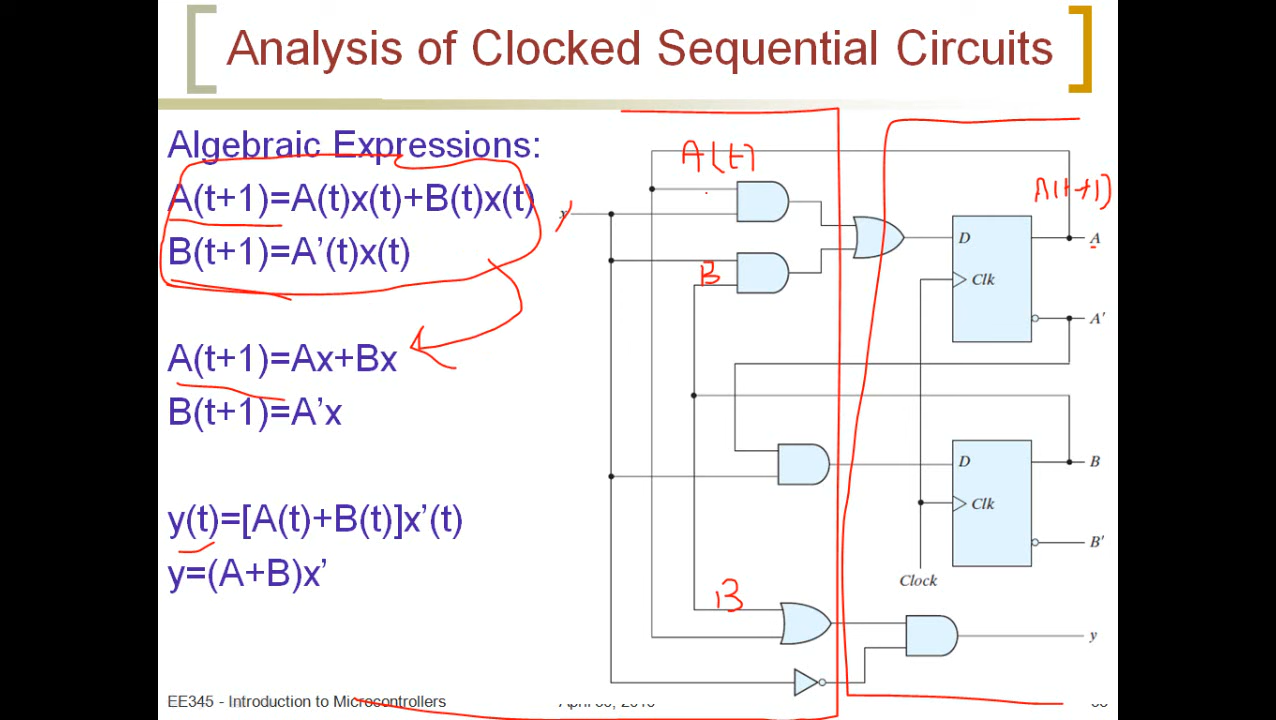 Analysis of Clocked Sequential Circuits
Algebraic Expressions:
A(t+1)=A(t)x(t)+B(t)x(t)
B(t+1)=A’(t)x(t)
A(t+1)=Ax+Bx
B(t+1)=A’x
y(t)=[A(t)+B(t)]x’(t)
y=(A+B)x’
A(t)
A(t+1)
x
B
D
A
Clk
A'
D
B
Clk
B'
Clock
B
y
EE345 - Introduction to Microcontrollers